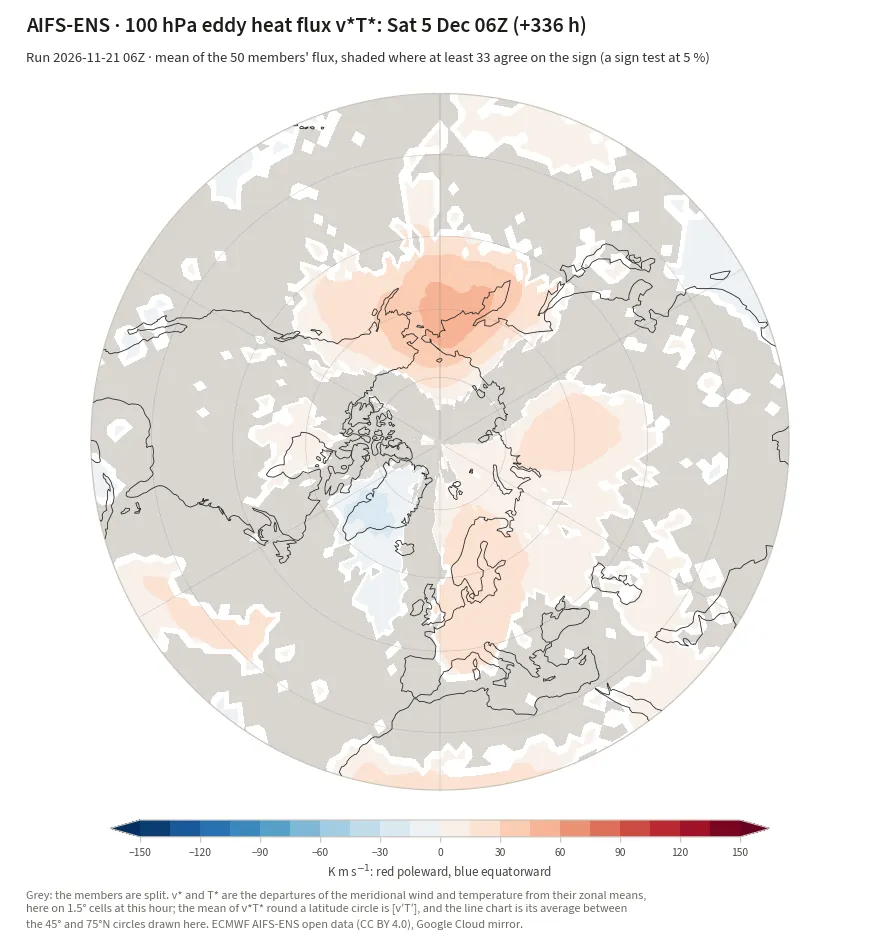 AIFS-ENS · 100 hPa eddy heat flux v*T*: Sat 5 Dec 06Z (+336 h)
Run 2026-11-21 06Z · mean of the 50 members' flux, shaded where at least 33 agree on the sign (a sign test at 5 %)
−150 −120 −90 −60 −30 0 30 60 90 120 150
K m s⁻¹: red poleward, blue equatorward
Grey: the members are split. v* and T* are the departures of the meridional wind and temperature from their zonal means,
here on 1.5° cells at this hour; the mean of v*T* round a latitude circle is [v′T′], and the line chart is its average between
the 45° and 75°N circles drawn here. ECMWF AIFS-ENS open data (CC BY 4.0), Google Cloud mirror.